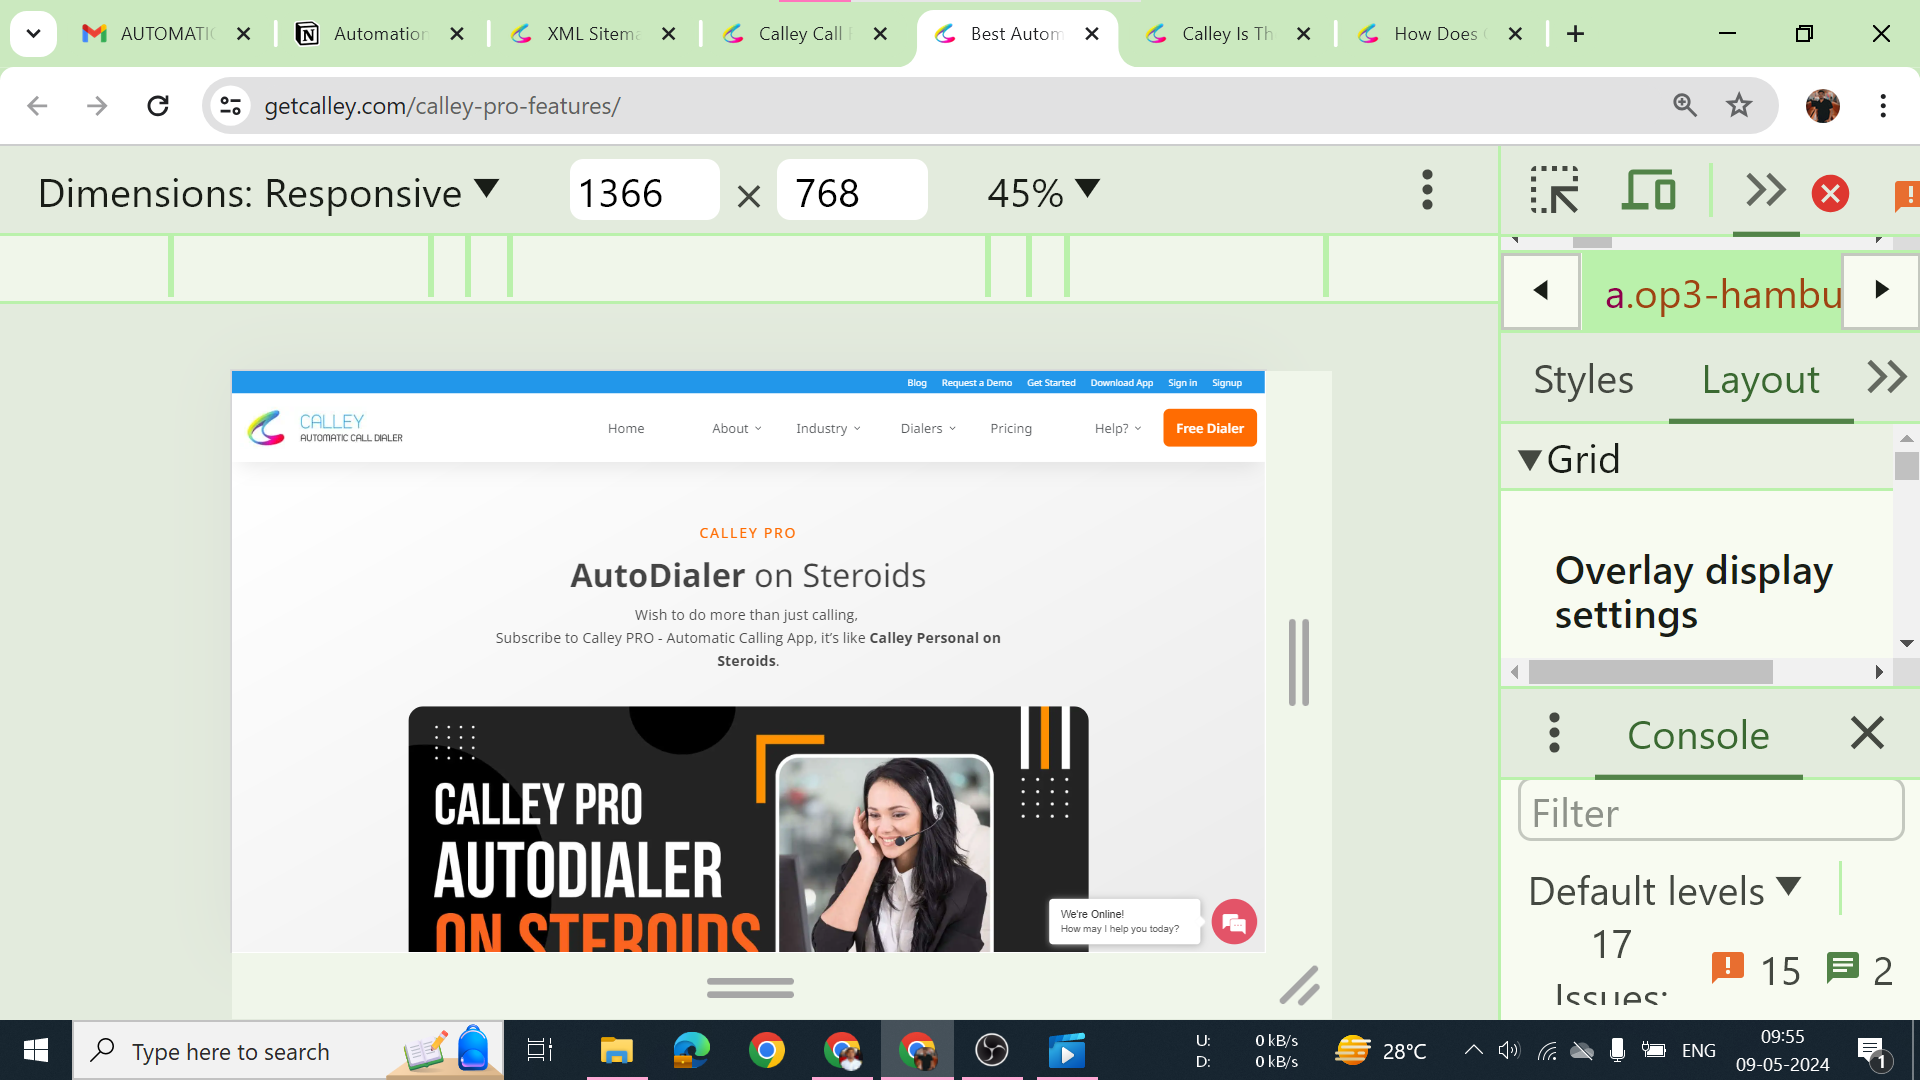 AUTOMATIC
Automation
XML Sitema
Calley Call
Best Autom
Calley Is Th
How Does
getcalley.com/calley-pro-features/
Dimensions: Responsive
1366
×
768
45%
a.op3-hambu
Styles
Layout
Grid
Overlay display
settings
Console
Filter
Default levels
17
Issues:
15
2
Blog
Request a Demo
Get Started
Download App
Sign in
Signup
CALLEY
AUTOMATIC CALL DIALER
Home
About
Industry
Dialers
Pricing
Help?
Free Dialer
CALLEY PRO
AutoDialer on Steroids
Wish to do more than just calling,
Subscribe to Calley PRO - Automatic Calling App, it's like Calley Personal on
Steroids.
CALLEY PRO
AUTODIALER
ON STEROIDS
We're Online!
How may I help you today?
Type here to search
U: 0 kB/s
D: 0 kB/s
28°C
ENG
09:55
09-05-2024
1